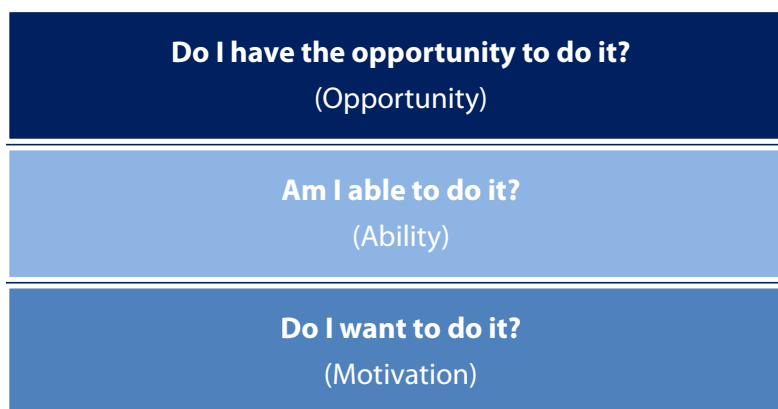 Do I have the opportunity to do it?
(Opportunity)
Am I able to do it?
(Ability)
Do I want to do it?
(Motivation)